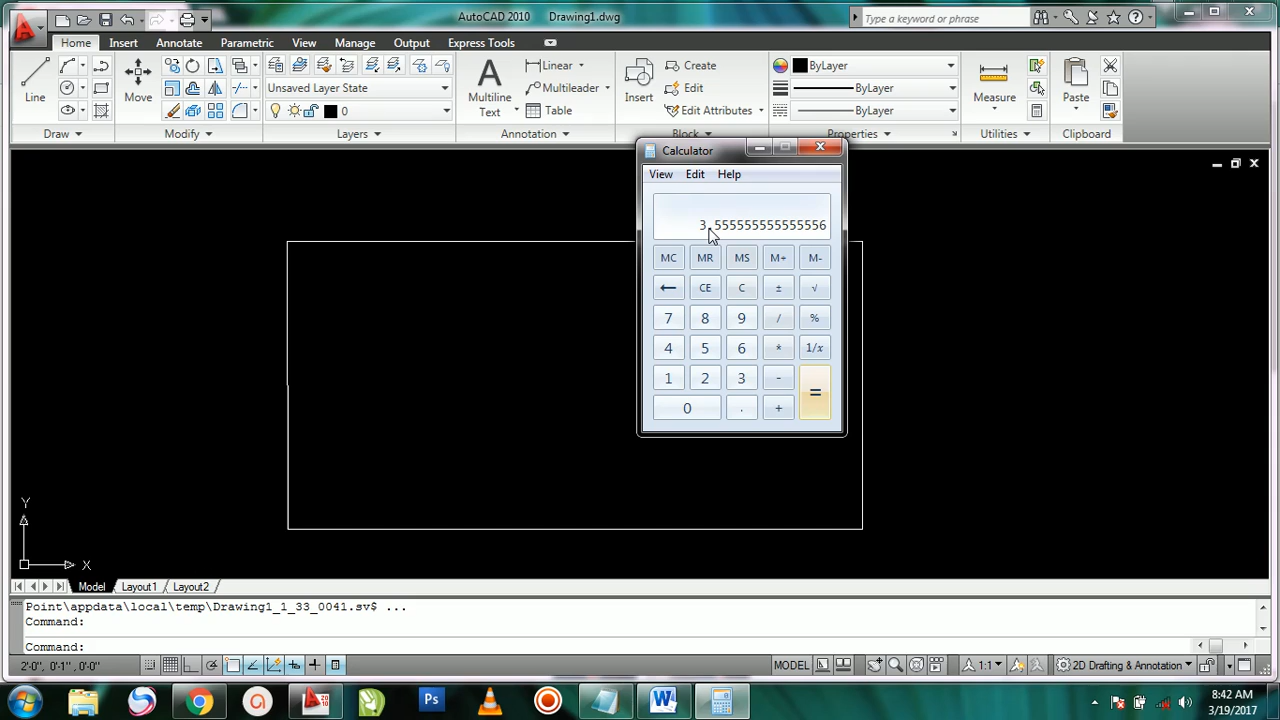 AutoCAD 2010 Drawing1.dwg
Type a keyword or phrase
Home Insert Annotate Parametric View Manage Output Express Tools
Line
Move
Unsaved Layer State
0
Multiline
Text
Linear
Multileader
Table
Insert
Create
Edit
Edit Attributes
ByLayer
ByLayer
ByLayer
Measure
Paste
Draw Modify Layers Annotation Block Properties Utilities Clipboard
Calculator
View Edit Help
3.5555555555555556
MC MR MS M+ M-
← CE C ± √
7 8 9 / %
4 5 6 * 1/x
1 2 3 - =
0 . +
Y
X
Model Layout1 Layout2
Point\appdata\local\temp\Drawing1_1_33_0041.sv$ ...
Command:
Command:
2'-0", 0'-1", 0'-0"
MODEL
1:1
2D Drafting & Annotation
A 2010
Ps
W
8:42 AM
3/19/2017